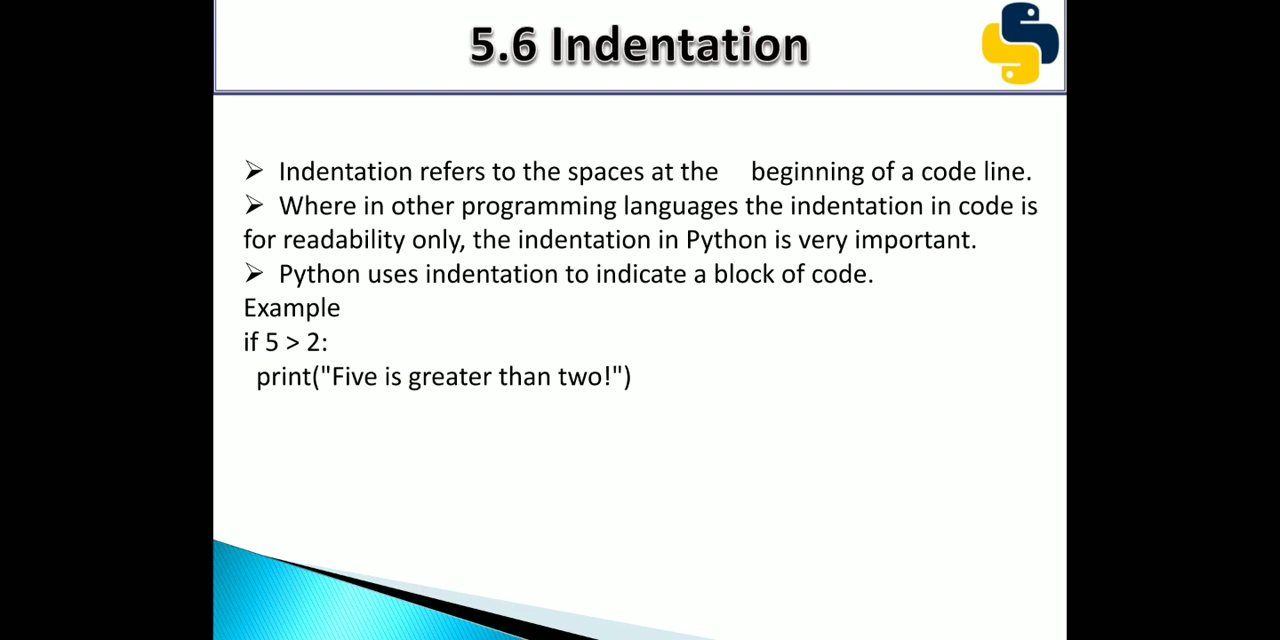 5.6 Indentation
➢ Indentation refers to the spaces at the beginning of a code line.
➢ Where in other programming languages the indentation in code is
for readability only, the indentation in Python is very important.
➢ Python uses indentation to indicate a block of code.
Example
if 5 > 2:
  print("Five is greater than two!")